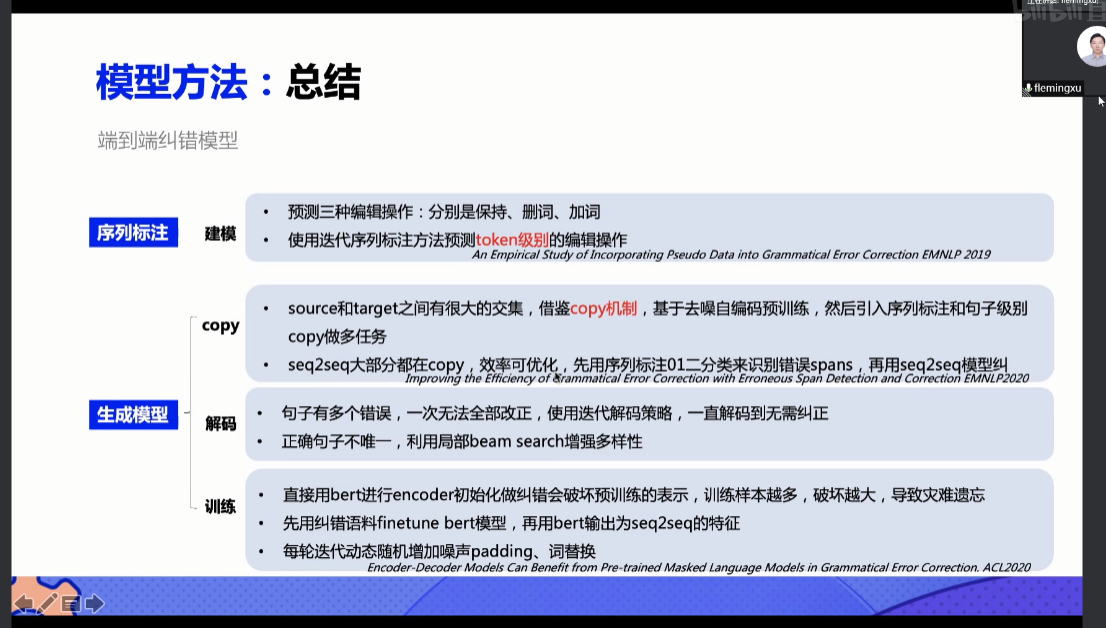 模型方法：总结
端到端纠错模型
flemingxu
序列标注
建模
• 预测三种编辑操作：分别是保持、删词、加词
• 使用迭代序列标注方法预测token级别的编辑操作
An Empirical Study of Incorporating Pseudo Data into Grammatical Error Correction EMNLP 2019
生成模型
copy
• source和target之间有很大的交集，借鉴copy机制，基于去噪自编码预训练，然后引入序列标注和句子级别
copy做多任务
• seq2seq大部分都在copy，效率可优化，先用序列标注01二分类来识别错误spans，再用seq2seq模型纠
Improving the Efficiency of Grammatical Error Correction with Erroneous Span Detection and Correction EMNLP2020
解码
• 句子有多个错误，一次无法全部改正，使用迭代解码策略，一直解码到无需纠正
• 正确句子不唯一，利用局部beam search增强多样性
训练
• 直接用bert进行encoder初始化做纠错会破坏预训练的表示，训练样本越多，破坏越大，导致灾难遗忘
• 先用纠错语料finetune bert模型，再用bert输出为seq2seq的特征
• 每轮迭代动态随机增加噪声padding、词替换
Encoder-Decoder Models Can Benefit from Pre-trained Masked Language Models in Grammatical Error Correction. ACL2020